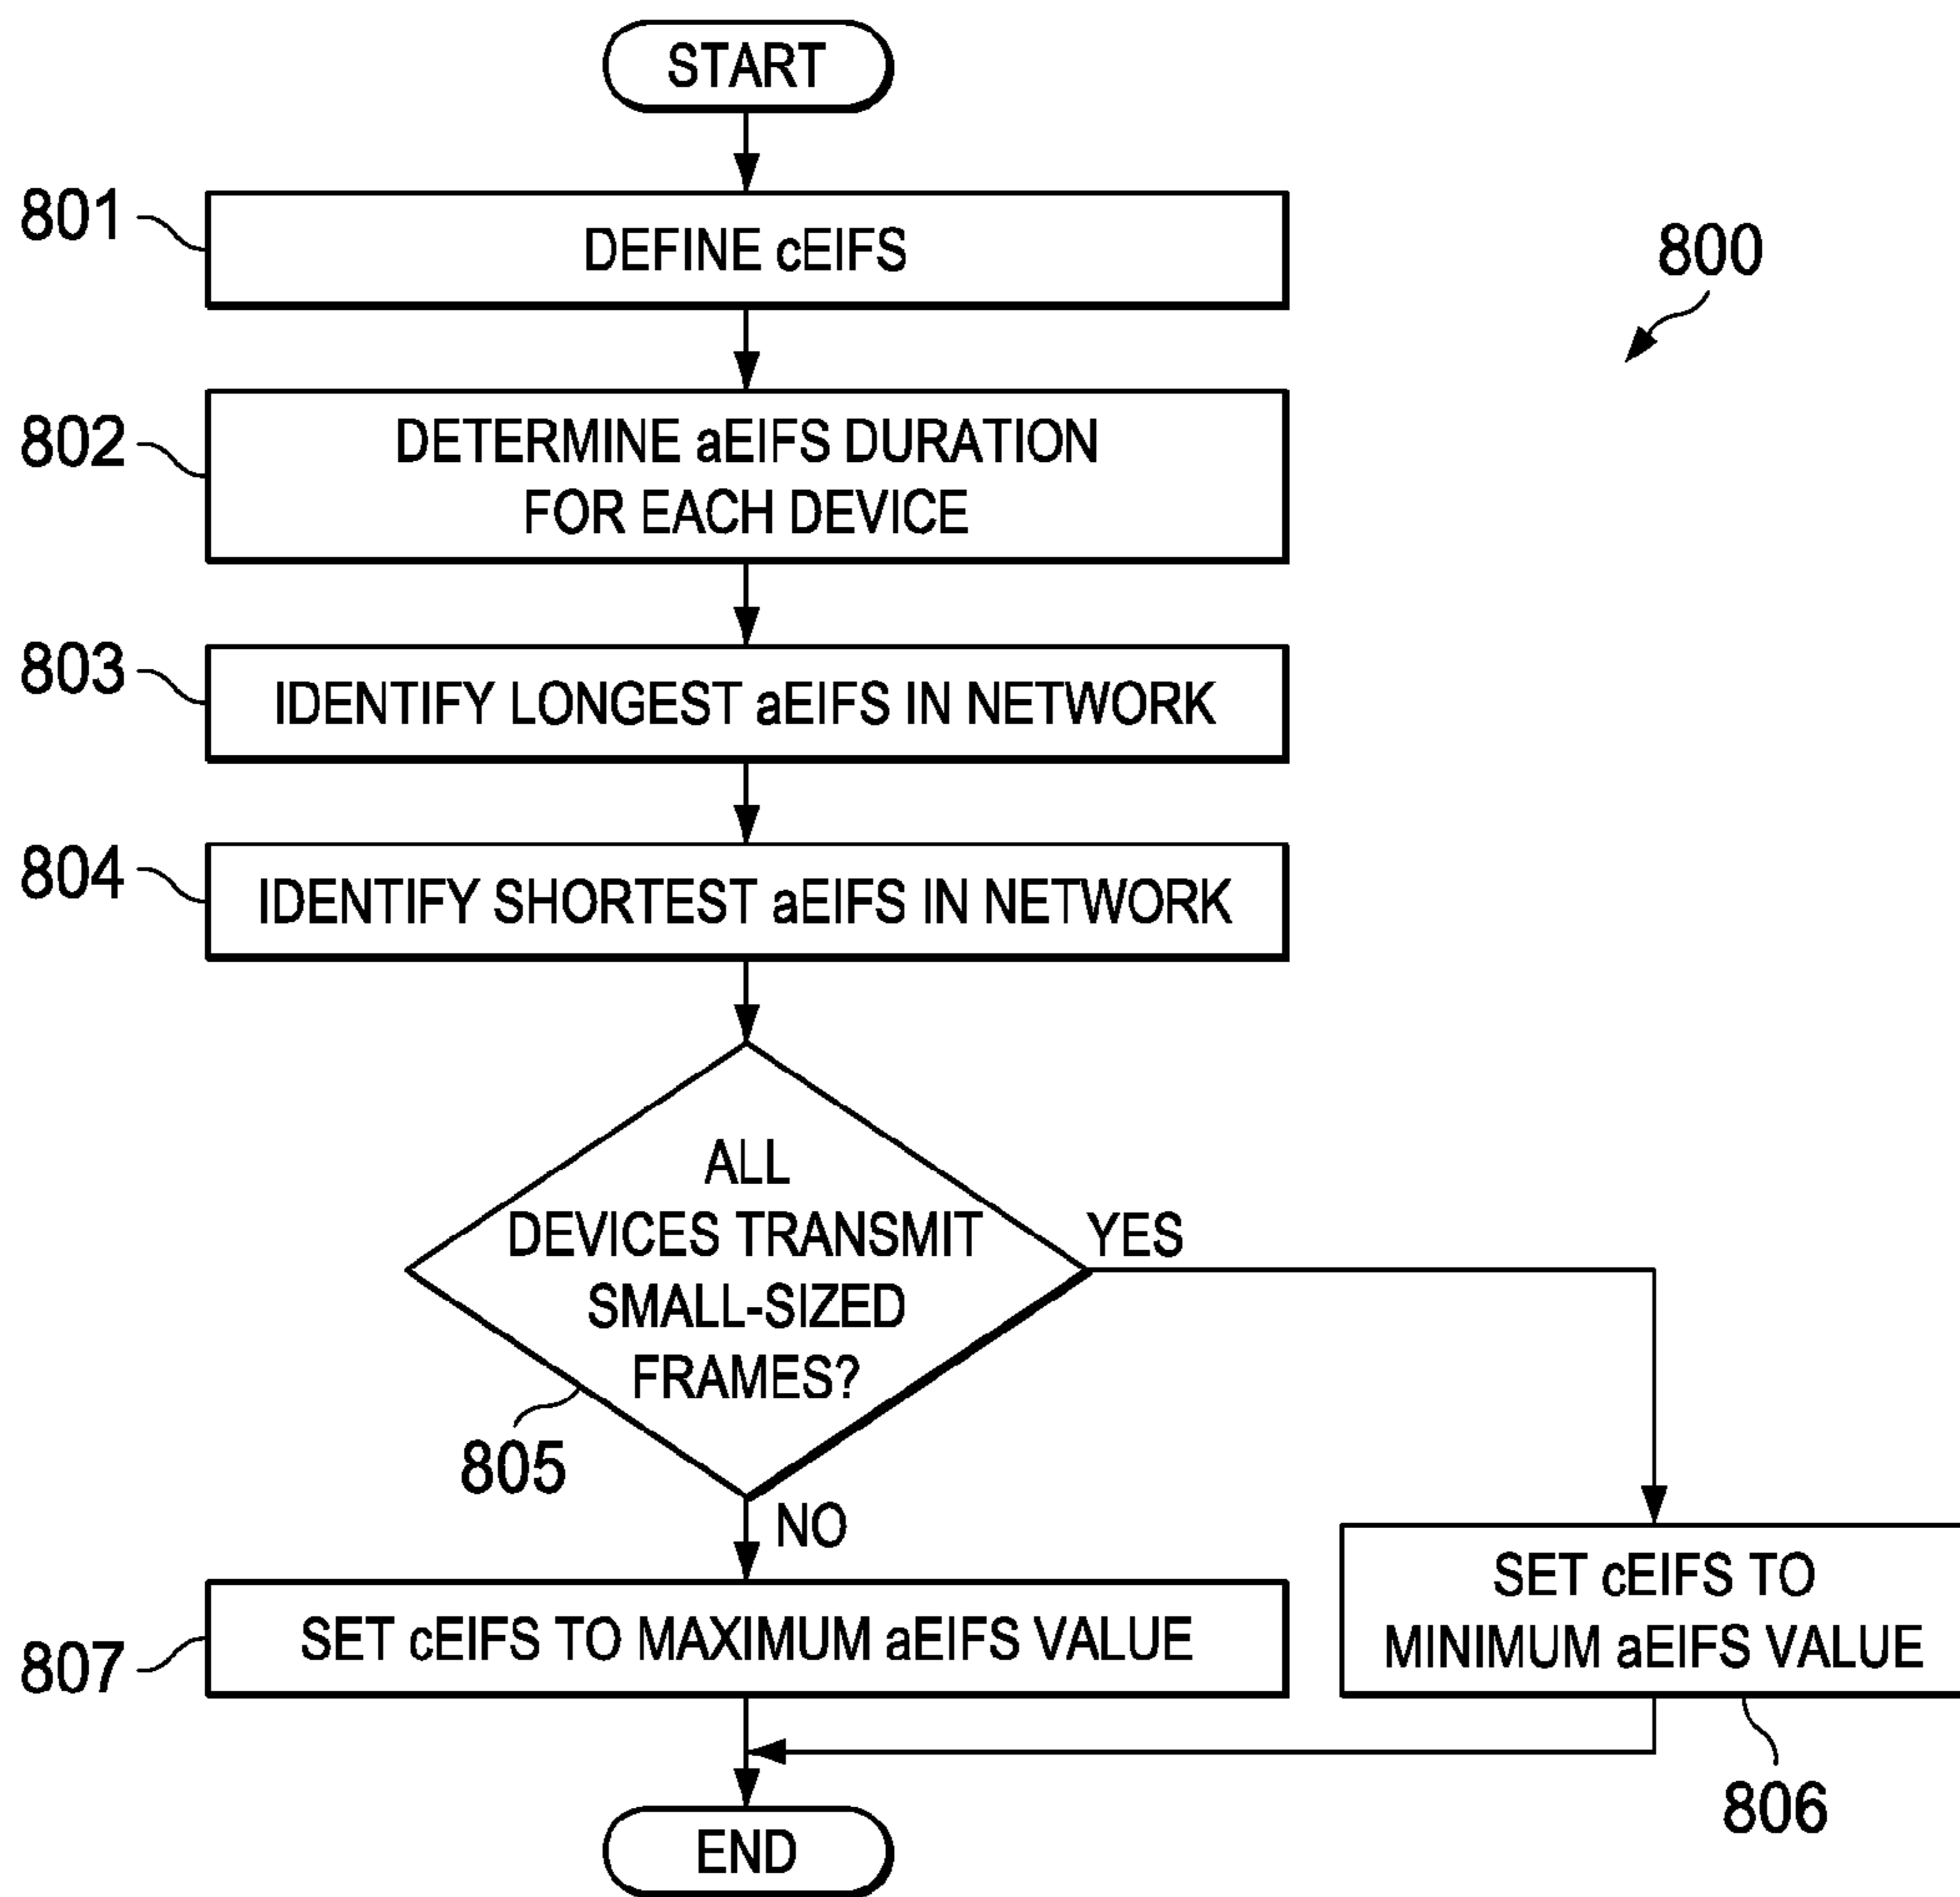 START
801
DEFINE cEIFS
800
802
DETERMINE aEIFS DURATION
FOR EACH DEVICE
803
IDENTIFY LONGEST aEIFS IN NETWORK
804
IDENTIFY SHORTEST aEIFS IN NETWORK
ALL
DEVICES TRANSMIT
SMALL-SIZED
FRAMES?
YES
805
NO
SET cEIFS TO
MINIMUM aEIFS VALUE
807
SET cEIFS TO MAXIMUM aEIFS VALUE
806
END